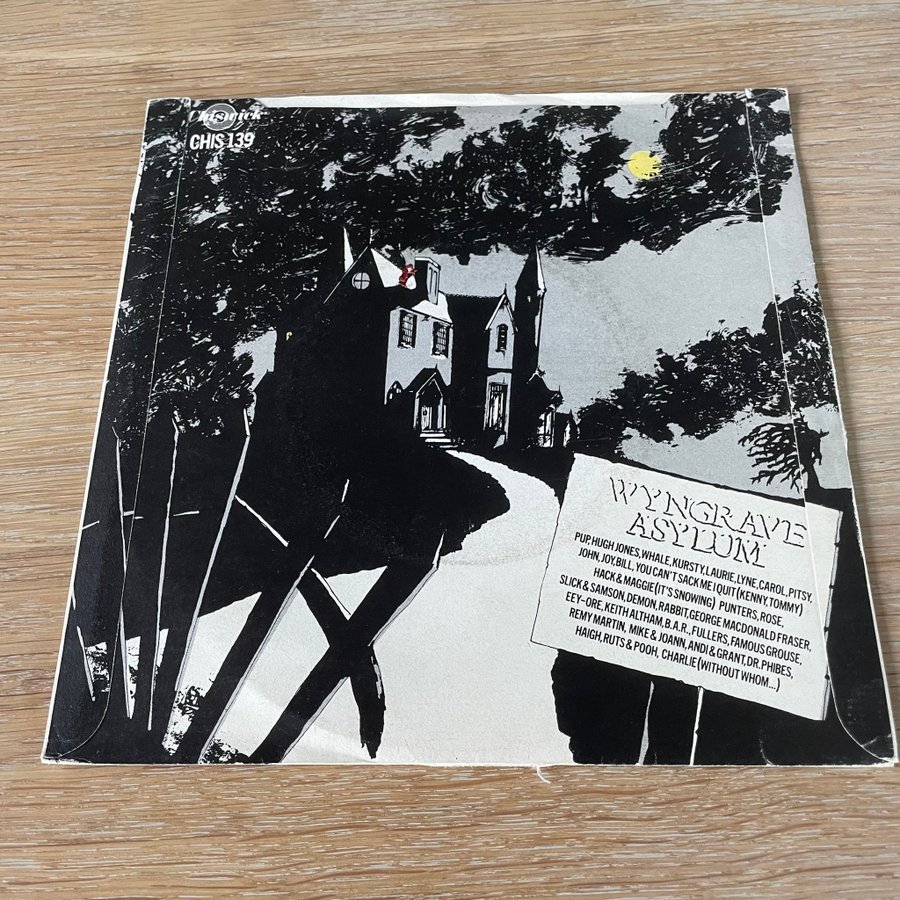 Chiswick
CHIS 139
WYNGRAVE
ASYLUM
PUP, HUGH JONES, WHALE, KURSTY, LAURIE, LYNE, CAROL, PITSY,
JOHN, JOY, BILL, YOU CAN'T SACK ME I QUIT (KENNY, TOMMY)
HACK & MAGGIE (IT'S SNOWING) PUNTERS, ROSE,
SLICK & SAMSON, DEMON, RABBIT, GEORGE MACDONALD FRASER,
EEY-ORE, KEITH ALTHAM, B.A.R., FULLERS, FAMOUS GROUSE,
REMY MARTIN, MIKE & JOANN, ANDI & GRANT, DR. PHIBES,
HAIGH, RUTS & POOH, CHARLIE (WITHOUT WHOM...)